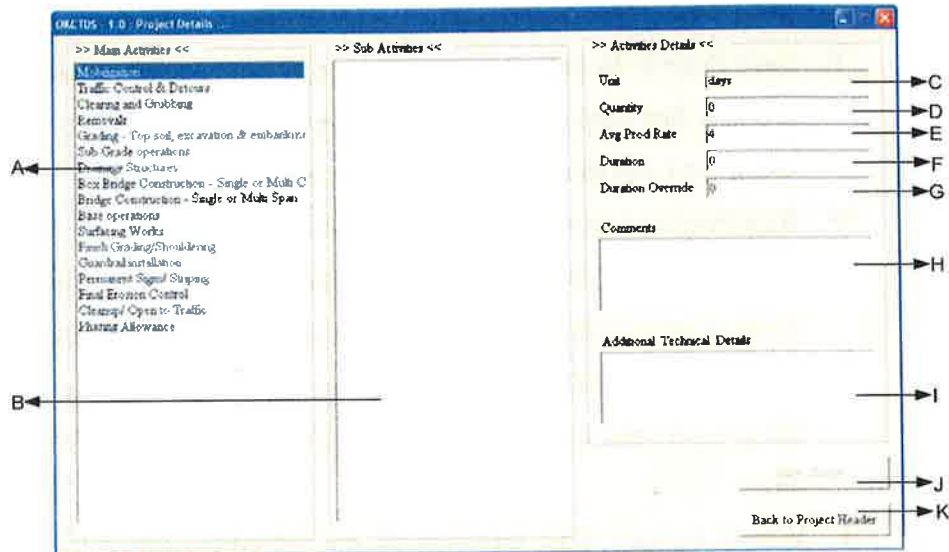 OKCTDS - 1.0 - Project Details ...
>> Main Activities <<
Mobilization
Traffic Control & Detours
Clearing and Grubbing
Removals
Grading - Top soil, excavation & embankm
Sub Grade operations
Drainage Structures
Box Bridge Construction - Single or Multi C
Bridge Construction - Single or Multi Span
Base operations
Surfacing Works
Finish Grading/Shouldering
Guardrail installation
Permanent Signs/ Striping
Final Erosion Control
Cleanup/ Open to Traffic
Phasing Allowance
A
B
>> Sub Activities <<
>> Activities Details <<
Unit days C
Quantity 0 D
Avg Prod Rate 4 E
Duration 0 F
Duration Override 0 G
Comments
H
Additional Technical Details
I
J
Back to Project Header K